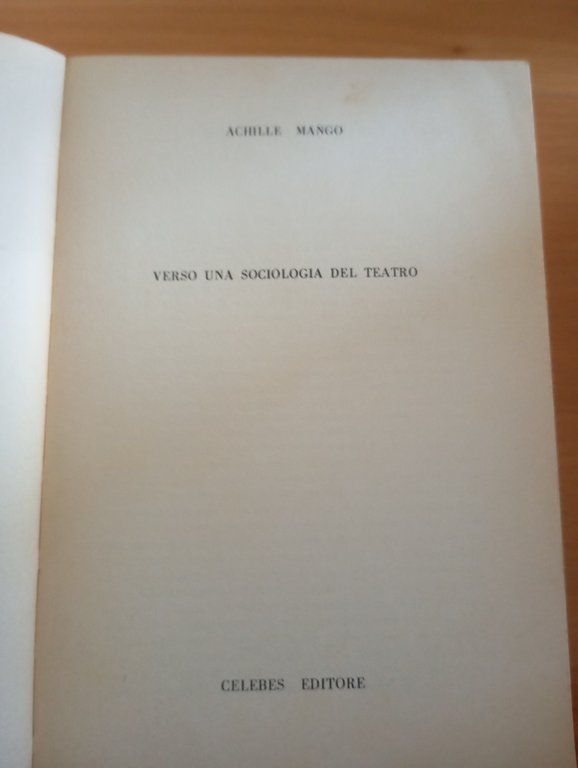 ACHILLE MANGO
VERSO UNA SOCIOLOGIA DEL TEATRO
CELEBES EDITORE